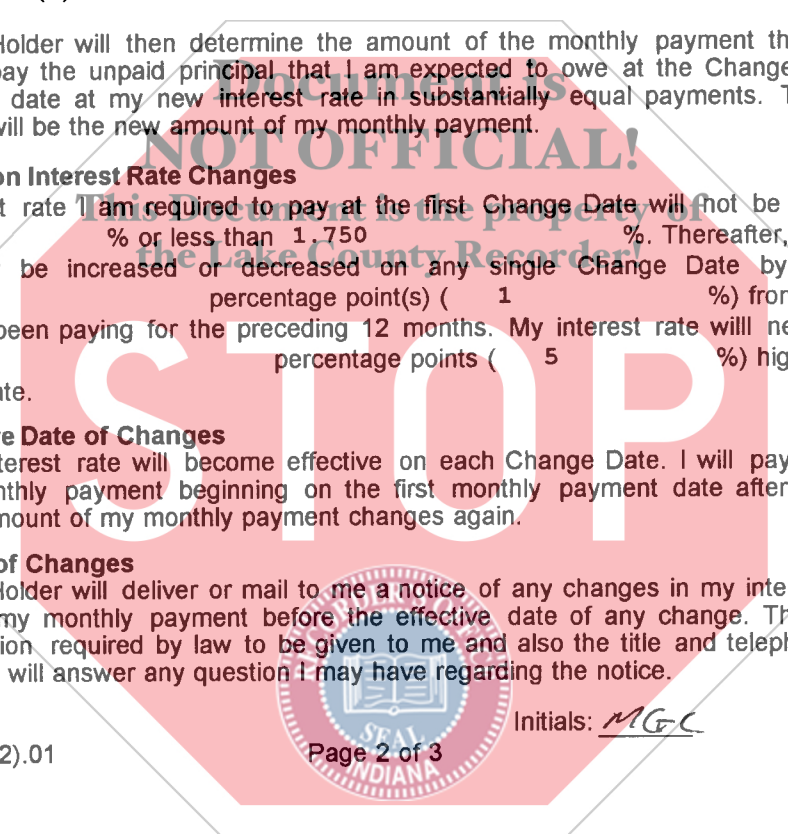 Holder will then determine the amount of the monthly payment th
pay the unpaid principal that I am expected to owe at the Change
date at my new interest rate in substantially equal payments. T
will be the new amount of my monthly payment.
Document is
NOT OFFICIAL!
This Document is the property of
the Lake County Recorder!
on Interest Rate Changes
t rate I am required to pay at the first Change Date will not be
% or less than 1.750 %. Thereafter,
be increased or decreased on any single Change Date by
percentage point(s) ( 1 %) from
been paying for the preceding 12 months. My interest rate willl ne
percentage points ( 5 %) hig
ate.
STOP
e Date of Changes
terest rate will become effective on each Change Date. I will pay
nthly payment beginning on the first monthly payment date after
mount of my monthly payment changes again.
of Changes
Holder will deliver or mail to me a notice of any changes in my inte
my monthly payment before the effective date of any change. Th
tion required by law to be given to me and also the title and teleph
will answer any question I may have regarding the notice.
RECORDER'S OFFICE
SEAL
INDIANA
Initials: MGC
2).01
Page 2 of 3